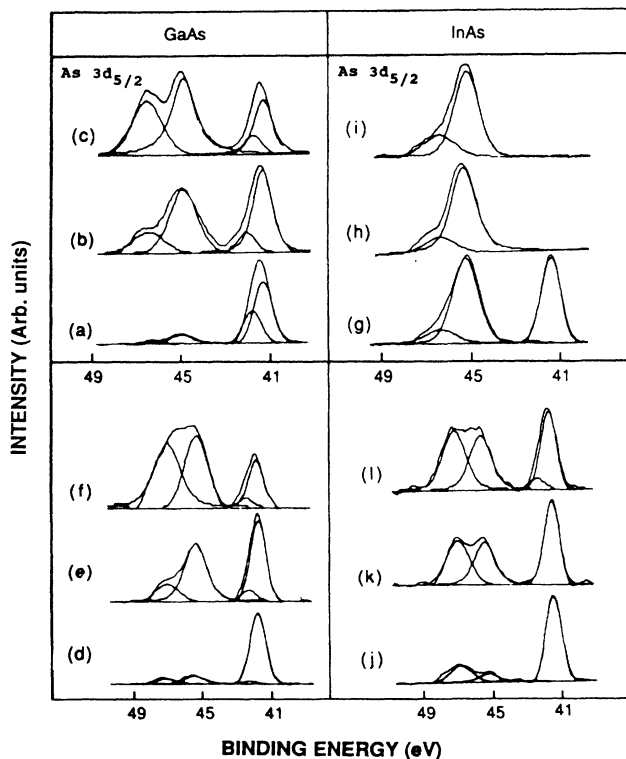 GaAs
InAs
As 3d5/2
As 3d5/2
(c)
(i)
(b)
(h)
(a)
(g)
49 45 41
49 45 41
INTENSITY (Arb. units)
(f)
(l)
(e)
(k)
(d)
(j)
49 45 41
49 45 41
BINDING ENERGY (eV)